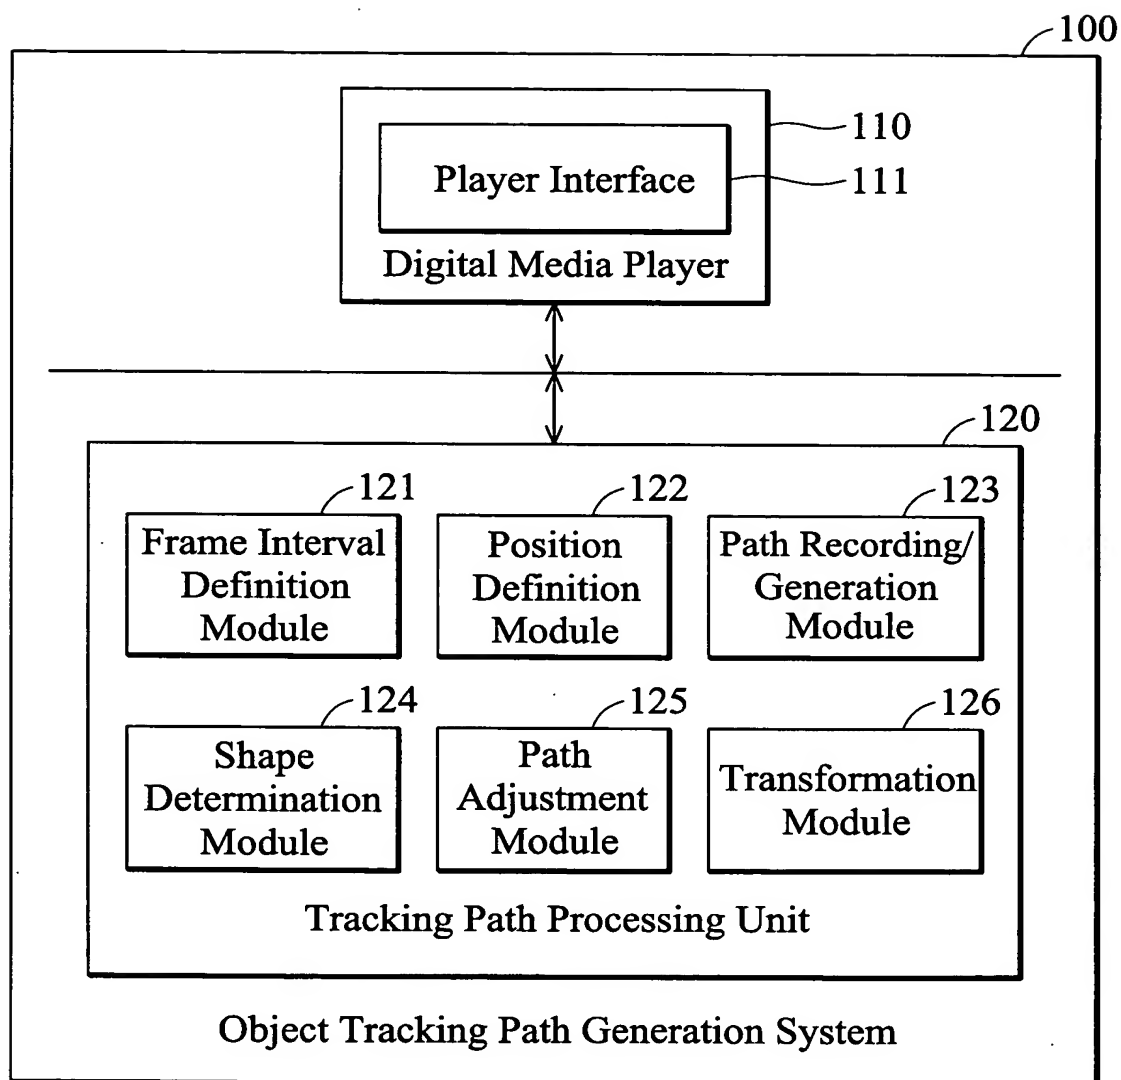 100
110
Player Interface
111
Digital Media Player
120
121
122
123
Frame Interval
Definition
Module
Position
Definition
Module
Path Recording/
Generation
Module
124
125
126
Shape
Determination
Module
Path
Adjustment
Module
Transformation
Module
Tracking Path Processing Unit
Object Tracking Path Generation System